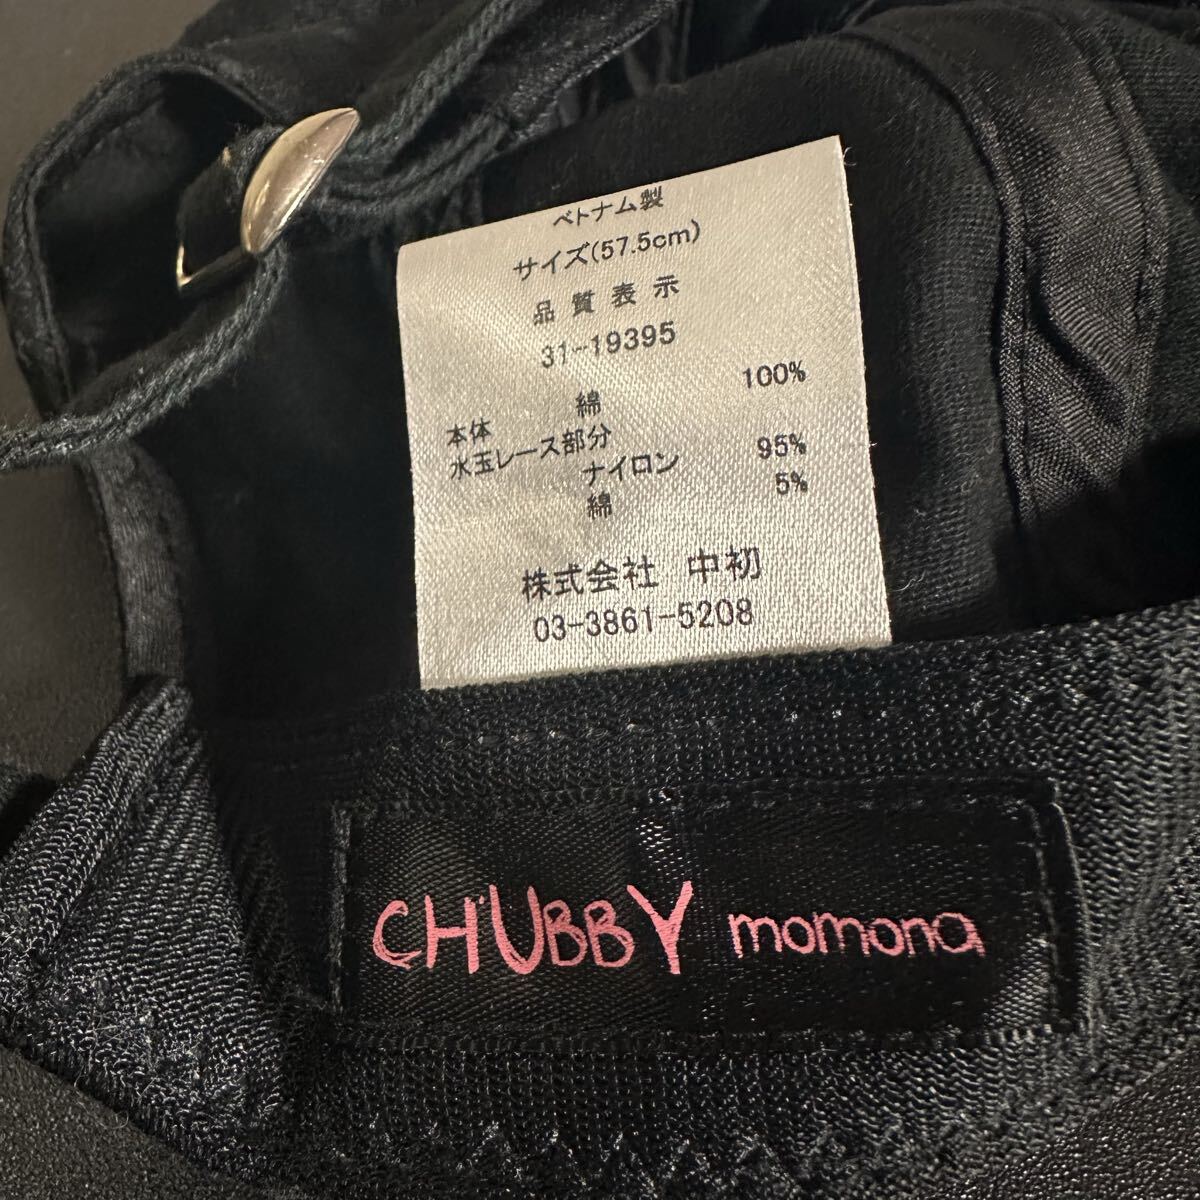 ベトナム製
サイズ(57.5cm)
品質表示
31-19395
本体 綿 100%
水玉レース部分
ナイロン 95%
綿 5%
株式会社 中初
03-3861-5208
CHUBBY momona